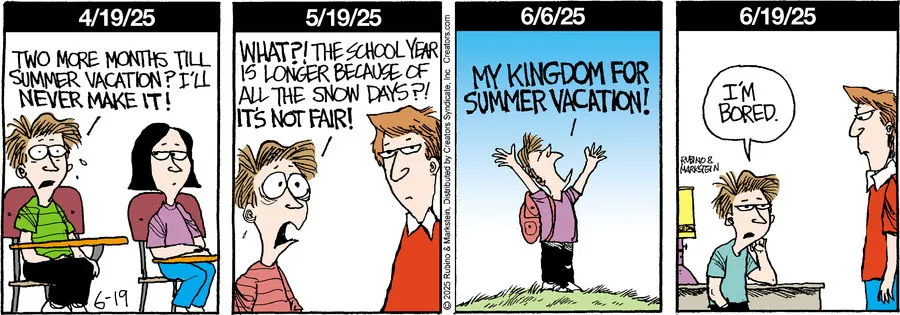 4/19/25
TWO MORE MONTHS TILL
SUMMER VACATION? I'LL
NEVER MAKE IT!
6-19
5/19/25
WHAT?! THE SCHOOL YEAR
IS LONGER BECAUSE OF
ALL THE SNOW DAYS?!
IT'S NOT FAIR!
© 2025 Rubino & Markstein, Distributed by Creators Syndicate, Inc. Creators.com
6/6/25
MY KINGDOM FOR
SUMMER VACATION!
6/19/25
I'M
BORED.
RUBINO &
MARKSTEIN